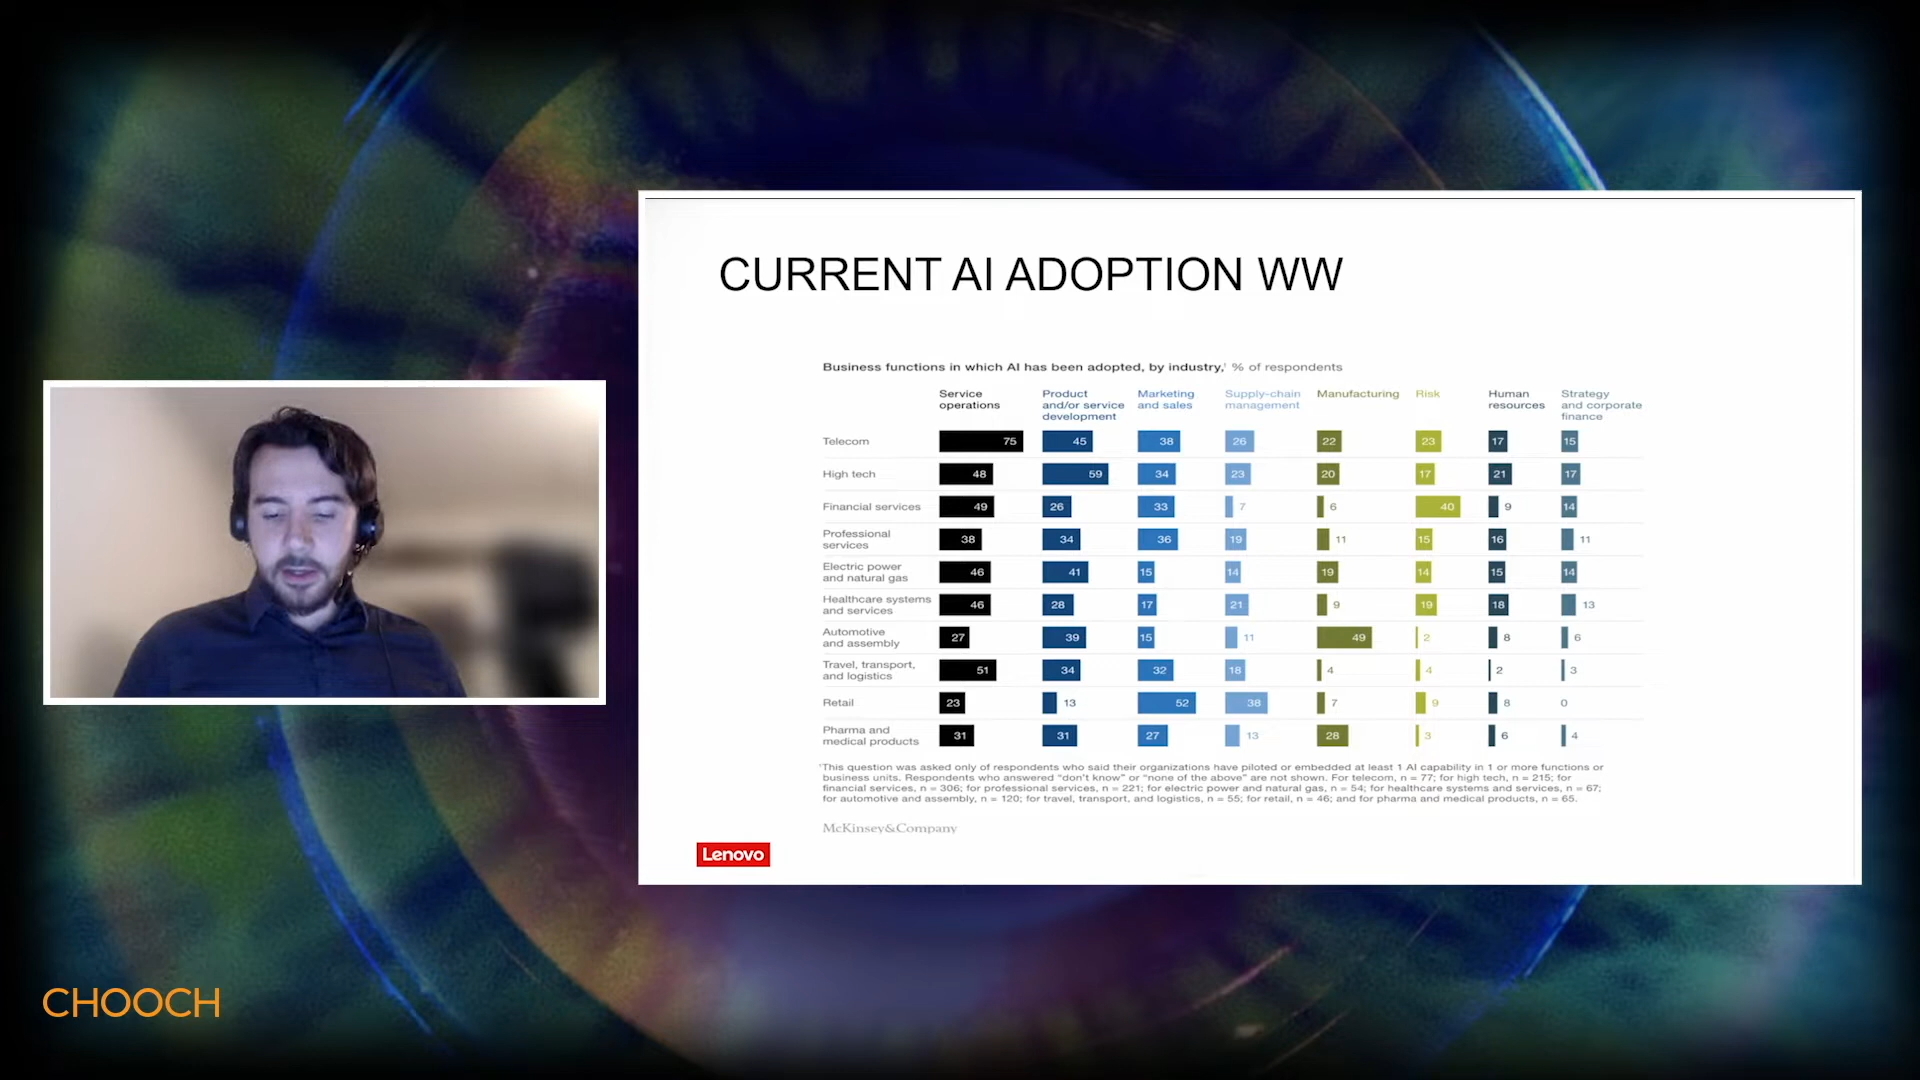 CURRENT AI ADOPTION WW
Business functions in which AI has been adopted, by industry,¹ % of respondents
Service operations
Product and/or service development
Marketing and sales
Supply-chain management
Manufacturing
Risk
Human resources
Strategy and corporate finance
Telecom 75 45 38 26 22 23 17 15
High tech 48 59 34 23 20 17 21 17
Financial services 49 26 33 7 6 40 9 14
Professional services 38 34 36 19 11 15 16 11
Electric power and natural gas 46 41 15 14 19 14 15 14
Healthcare systems and services 46 28 17 21 9 19 18 13
Automotive and assembly 27 39 15 11 49 2 8 6
Travel, transport, and logistics 51 34 32 18 4 4 2 3
Retail 23 13 52 38 7 9 8 0
Pharma and medical products 31 31 27 13 28 3 6 4
¹This question was asked only of respondents who said their organizations have piloted or embedded at least 1 AI capability in 1 or more functions or
business units. Respondents who answered “don’t know” or “none of the above” are not shown. For telecom, n = 77; for high tech, n = 215; for
financial services, n = 306; for professional services, n = 221; for electric power and natural gas, n = 54; for healthcare systems and services, n = 67;
for automotive and assembly, n = 120; for travel, transport, and logistics, n = 55; for retail, n = 46; and for pharma and medical products, n = 65.
McKinsey&Company
Lenovo
CHOOCH